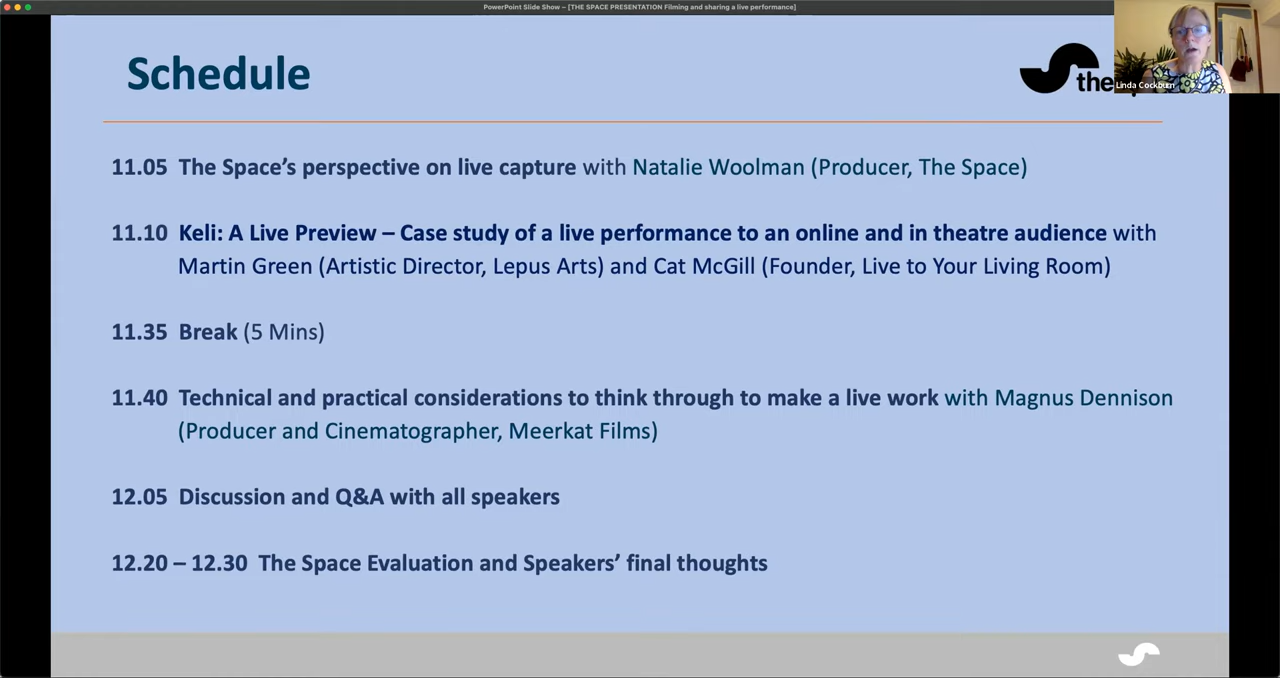 PowerPoint Slide Show – [THE SPACE PRESENTATION Filming and sharing a live performance]
Schedule
the
Linda Cockburn
11.05 The Space’s perspective on live capture with Natalie Woolman (Producer, The Space)
11.10 Keli: A Live Preview – Case study of a live performance to an online and in theatre audience with
Martin Green (Artistic Director, Lepus Arts) and Cat McGill (Founder, Live to Your Living Room)
11.35 Break (5 Mins)
11.40 Technical and practical considerations to think through to make a live work with Magnus Dennison
(Producer and Cinematographer, Meerkat Films)
12.05 Discussion and Q&A with all speakers
12.20 – 12.30 The Space Evaluation and Speakers’ final thoughts